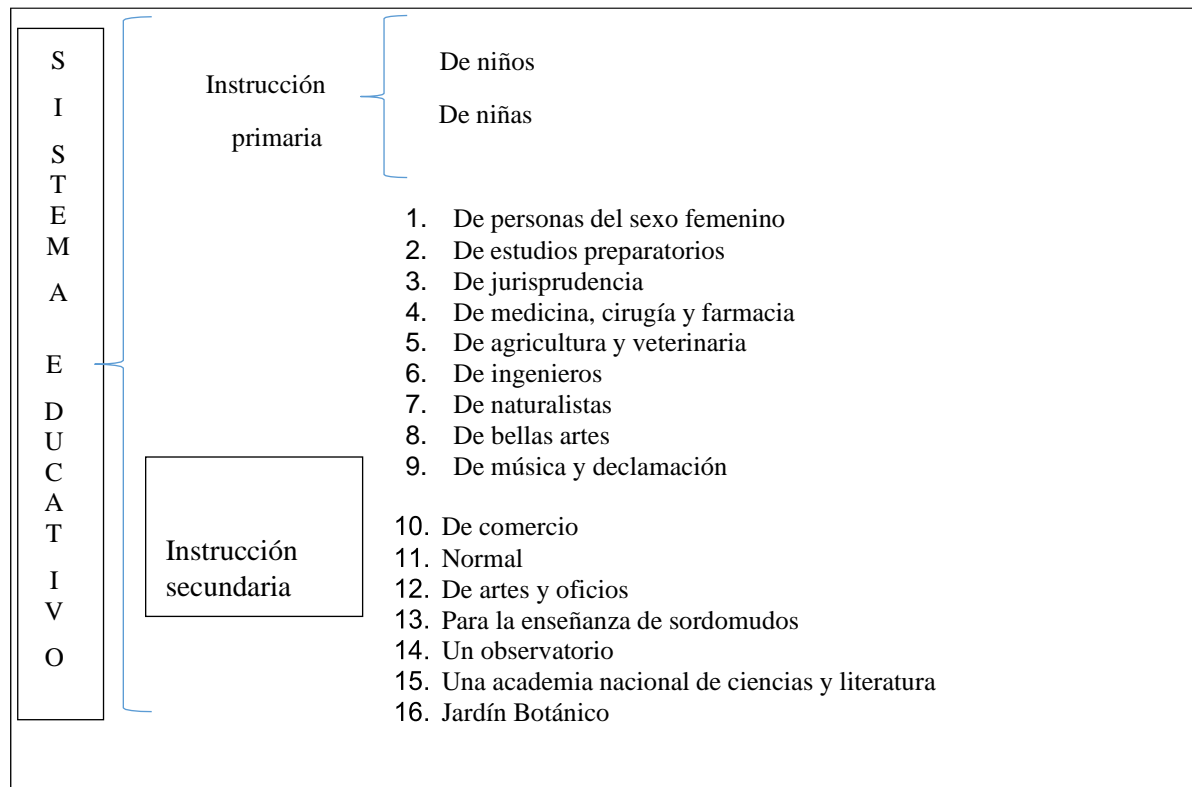 S I STEM A E DUCAT IVO
Instrucción
primaria
De niños
De niñas
Instrucción
secundaria
1. De personas del sexo femenino
2. De estudios preparatorios
3. De jurisprudencia
4. De medicina, cirugía y farmacia
5. De agricultura y veterinaria
6. De ingenieros
7. De naturalistas
8. De bellas artes
9. De música y declamación
10. De comercio
11. Normal
12. De artes y oficios
13. Para la enseñanza de sordomudos
14. Un observatorio
15. Una academia nacional de ciencias y literatura
16. Jardín Botánico